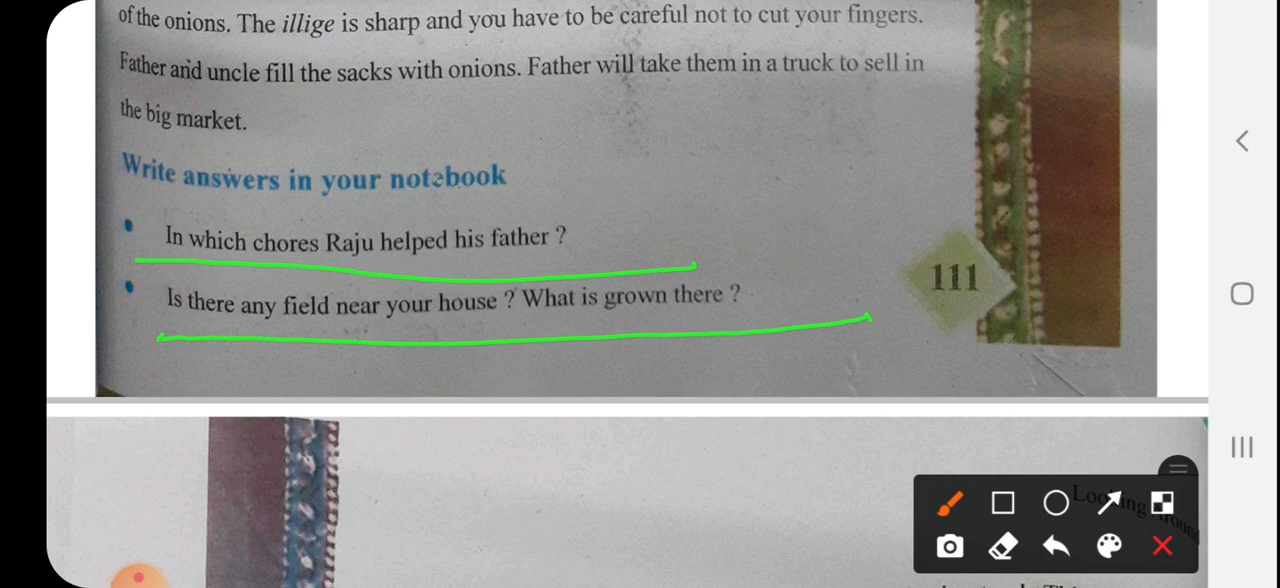 of the onions. The illige is sharp and you have to be careful not to cut your fingers.
Father and uncle fill the sacks with onions. Father will take them in a truck to sell in
the big market.
Write answers in your notebook
• In which chores Raju helped his father ?
• Is there any field near your house ? What is grown there ?
111
Looking Around